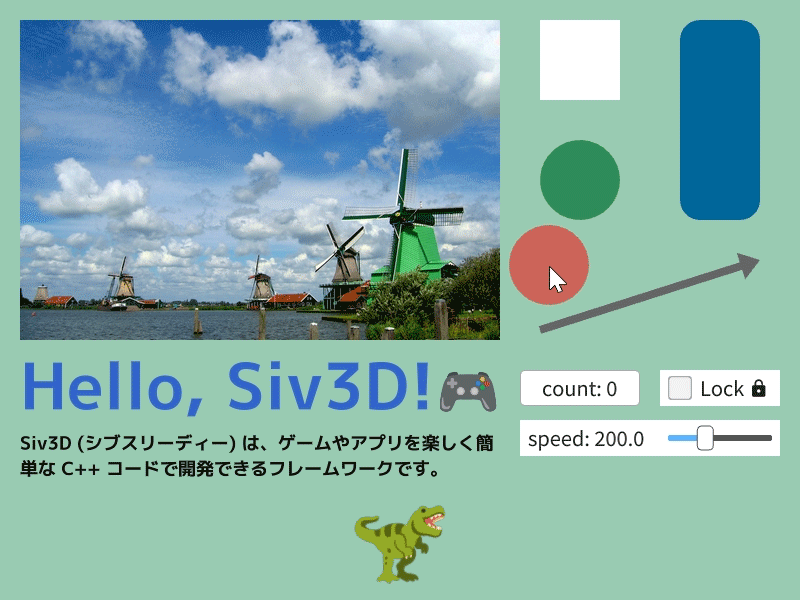 Hello, Siv3D!🎮
Siv3D (シブスリーディー) は、ゲームやアプリを楽しく簡
単な C++ コードで開発できるフレームワークです。
count: 0
Lock
speed: 200.0